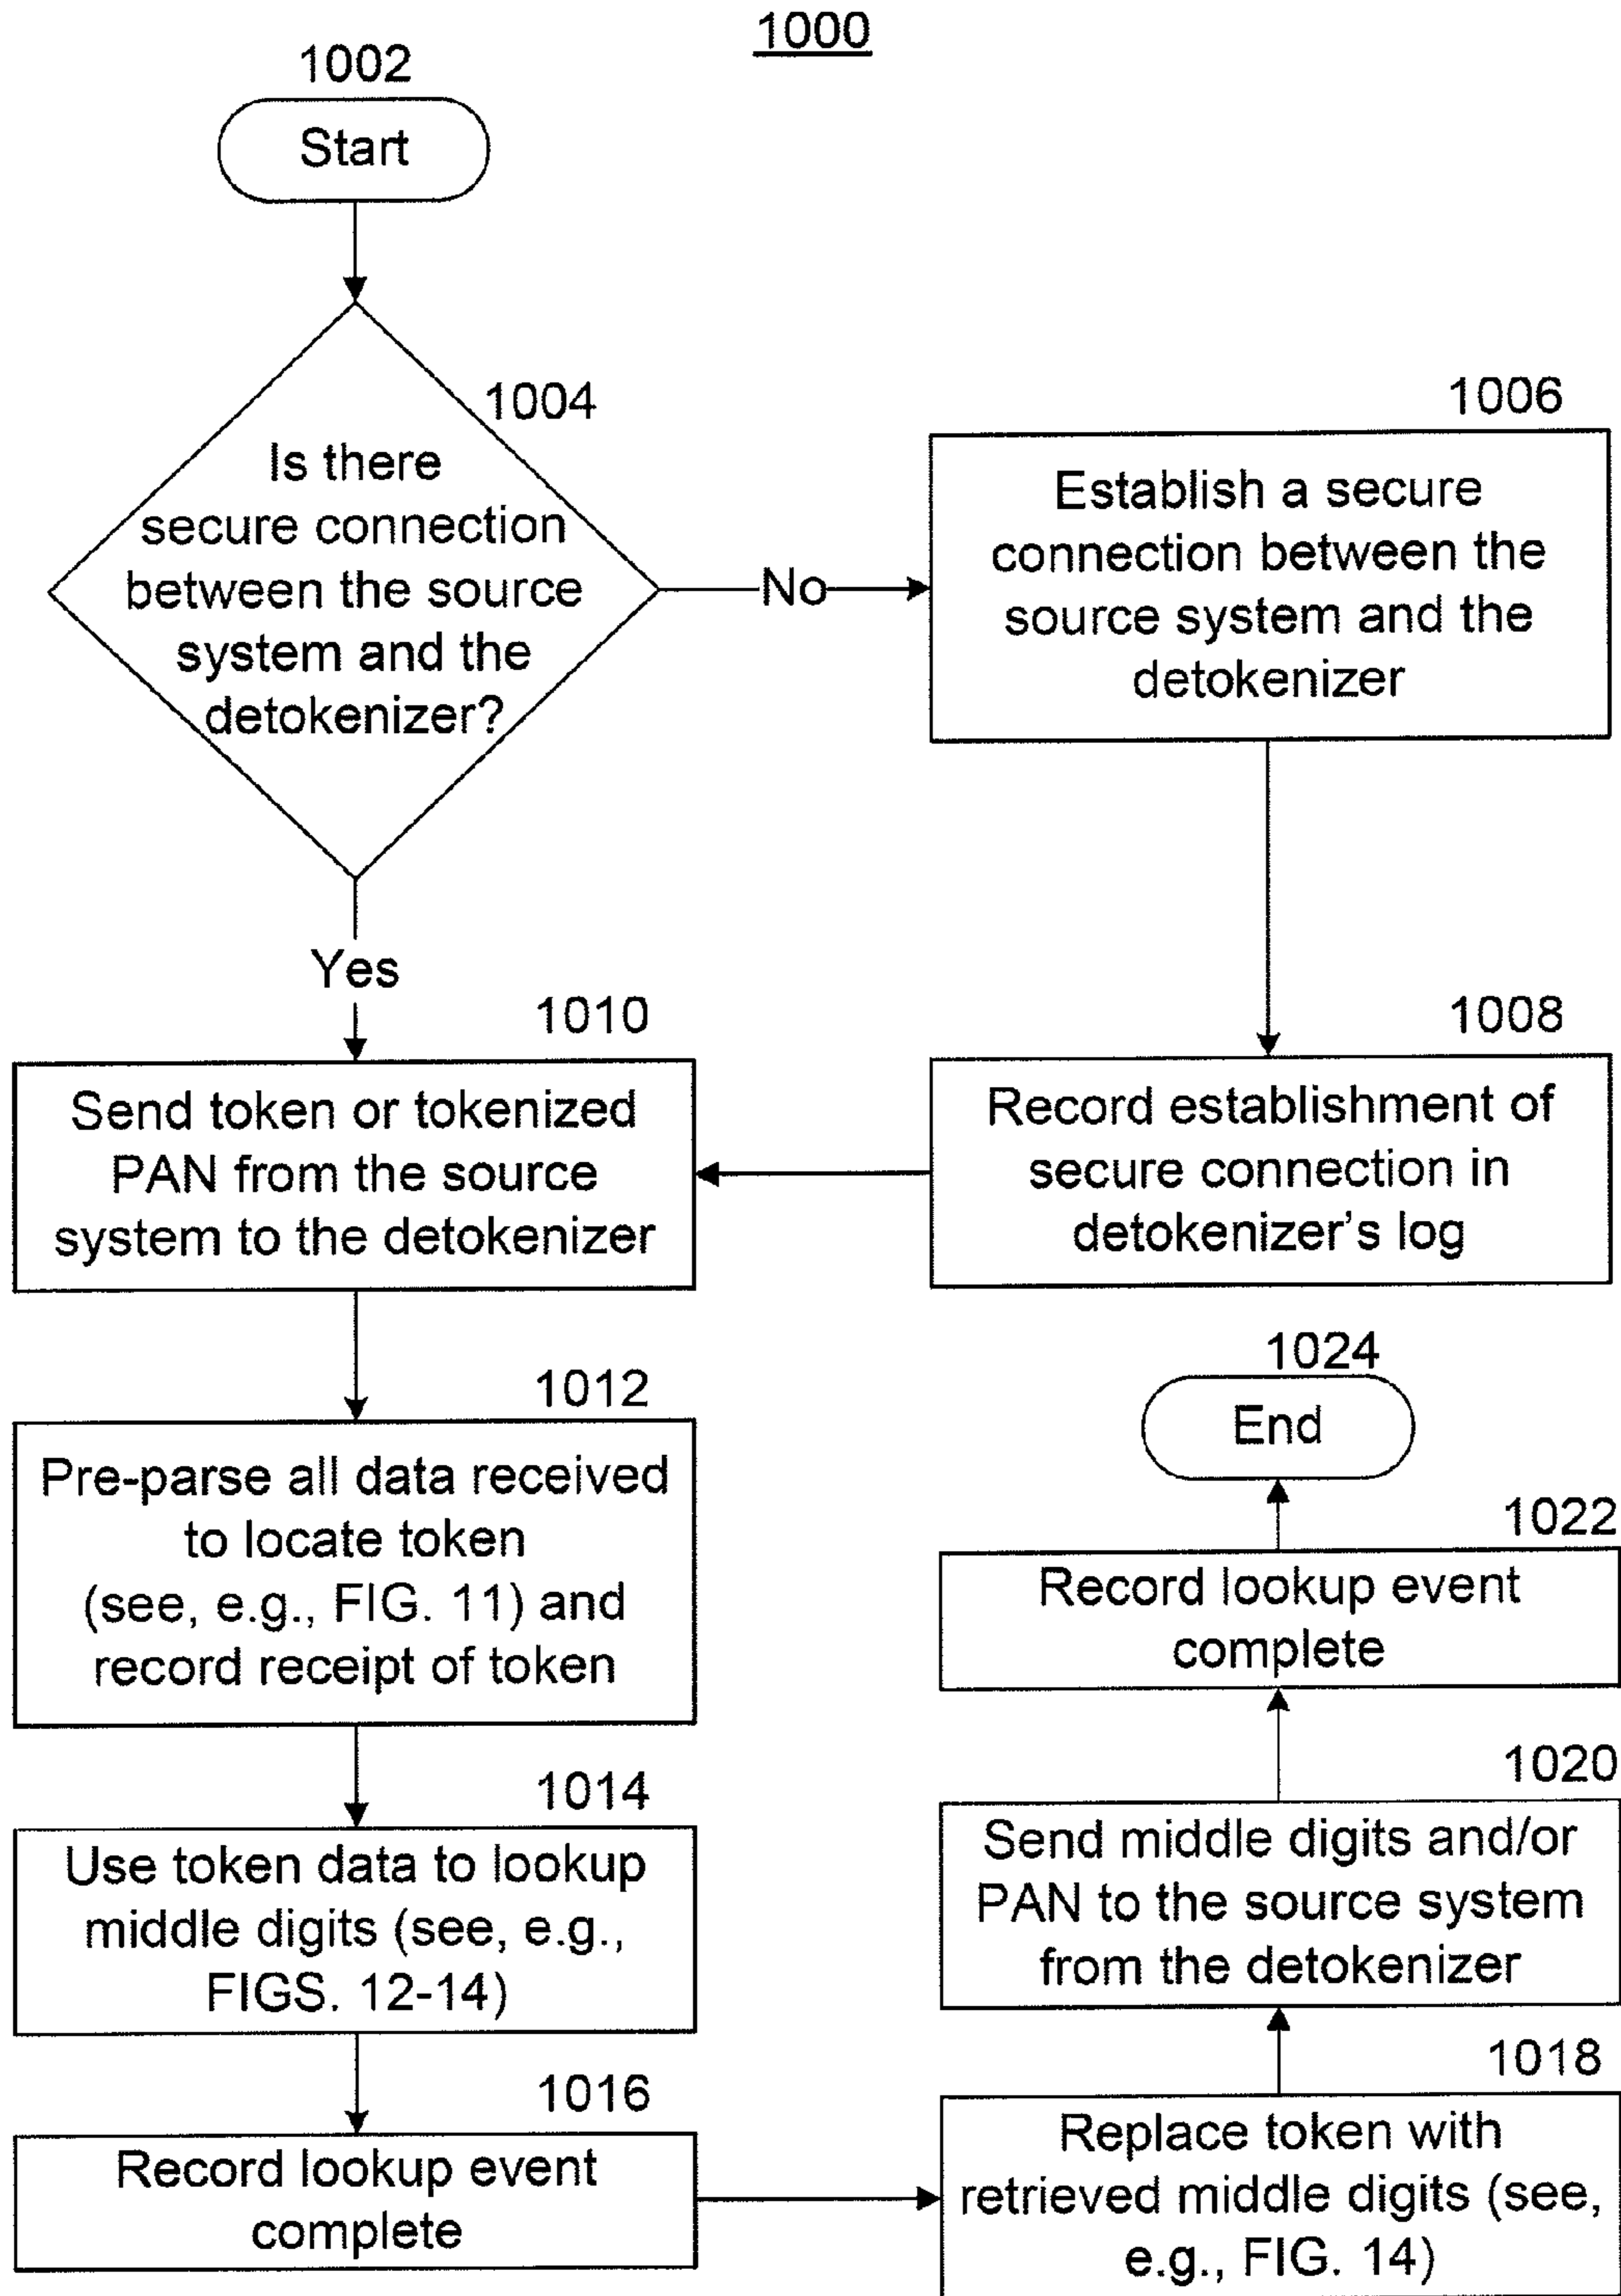 1000
1002
Start
1004
Is there
secure connection
between the source
system and the
detokenizer?
No
1006
Establish a secure
connection between the
source system and the
detokenizer
Yes
1008
Record establishment of
secure connection in
detokenizer's log
1010
Send token or tokenized
PAN from the source
system to the detokenizer
1012
Pre-parse all data received
to locate token
(see, e.g., FIG. 11) and
record receipt of token
1014
Use token data to lookup
middle digits (see, e.g.,
FIGS. 12-14)
1016
Record lookup event
complete
1018
Replace token with
retrieved middle digits (see,
e.g., FIG. 14)
1020
Send middle digits and/or
PAN to the source system
from the detokenizer
1022
Record lookup event
complete
1024
End